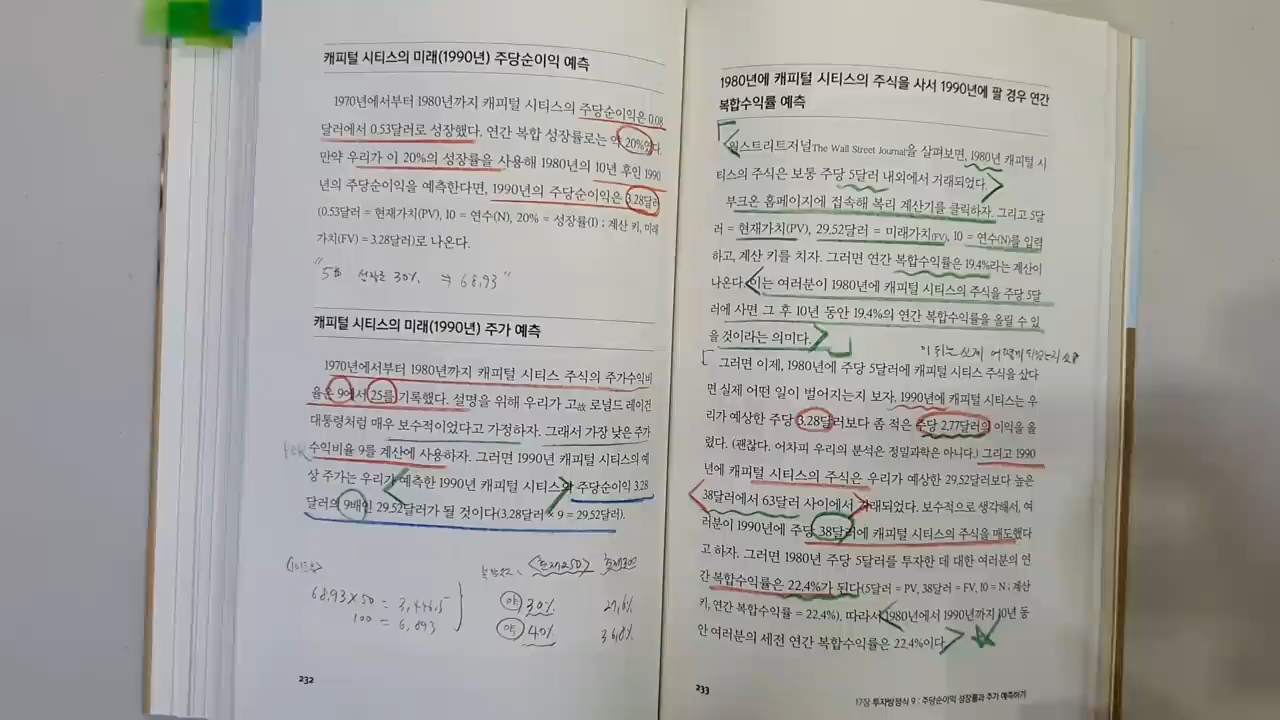 캐피털 시티스의 미래(1990년) 주당순이익 예측
1970년에서부터 1980년까지 캐피털 시티스의 주당순이익은 0.08
달러에서 0.53달러로 성장했다. 연간 복합 성장률로는 약 20%였다.
만약 우리가 이 20%의 성장률을 사용해 1980년의 10년 후인 1990
년의 주당순이익을 예측한다면, 1990년의 주당순이익은 3.28달러
(0.53달러 = 현재가치(PV), 10 = 연수(N), 20% = 성장률(I) ; 계산 키, 미래
가치(FV) = 3.28달러)로 나온다.
30% ⇒ 68.93"
캐피털 시티스의 미래(1990년) 주가 예측
1970년에서부터 1980년까지 캐피털 시티스 주식의 주가수익비
율은 9에서 25를 기록했다. 설명을 위해 우리가 고故 로널드 레이건
대통령처럼 매우 보수적이었다고 가정하자. 그래서 가장 낮은 주가
PER 수익비율 9를 계산에 사용하자. 그러면 1990년 캐피털 시티스의 예
상 주가는 우리가 예측한 1990년 캐피털 시티스의 주당순이익 3.28
달러의 9배인 29.52달러가 될 것이다(3.28달러 × 9 = 29.52달러).
68.93 × 50 = 3,446.5
100 = 6,893
30% 27.6%
40% 36.8%
232
1980년에 캐피털 시티스의 주식을 사서 1990년에 팔 경우 연간
복합수익률 예측
월스트리트저널The Wall Street Journal을 살펴보면, 1980년 캐피털 시
티스의 주식은 보통 주당 5달러 내외에서 거래되었다.
부크온 홈페이지에 접속해 복리 계산기를 클릭하자. 그리고 5달
러 = 현재가치(PV), 29.52달러 = 미래가치(FV), 10 = 연수(N)를 입력
하고, 계산 키를 치자. 그러면 연간 복합수익률은 19.4%라는 계산이
나온다. 이는 여러분이 1980년에 캐피털 시티스의 주식을 주당 5달
러에 사면 그 후 10년 동안 19.4%의 연간 복합수익률을 올릴 수 있
을 것이라는 의미다.
그러면 이제, 1980년에 주당 5달러에 캐피털 시티스 주식을 샀다
면 실제 어떤 일이 벌어지는지 보자. 1990년에 캐피털 시티스는 우
리가 예상한 주당 3.28달러보다 좀 적은 주당 2.77달러의 이익을 올
렸다. (괜찮다. 어차피 우리의 분석은 정밀과학은 아니다.) 그리고 1990
년에 캐피털 시티스의 주식은 우리가 예상한 29.52달러보다 높은
38달러에서 63달러 사이에서 거래되었다. 보수적으로 생각해서, 여
러분이 1990년에 주당 38달러에 캐피털 시티스의 주식을 매도했다
고 하자. 그러면 1980년 주당 5달러를 투자한 데 대한 여러분의 연
간 복합수익률은 22.4%가 된다(5달러 = PV, 38달러 = FV, 10 = N ; 계산
키, 연간 복합수익률 = 22.4%). 따라서 1980년에서 1990년까지 10년 동
안 여러분의 세전 연간 복합수익률은 22.4%이다.
233
17장 투자방정식 9 : 주당순이익 성장률과 주가 예측하기